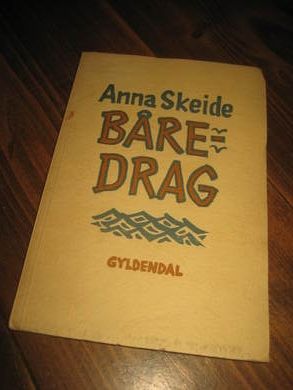 Anna Skeide
BÅRE-
DRAG
GYLDENDAL